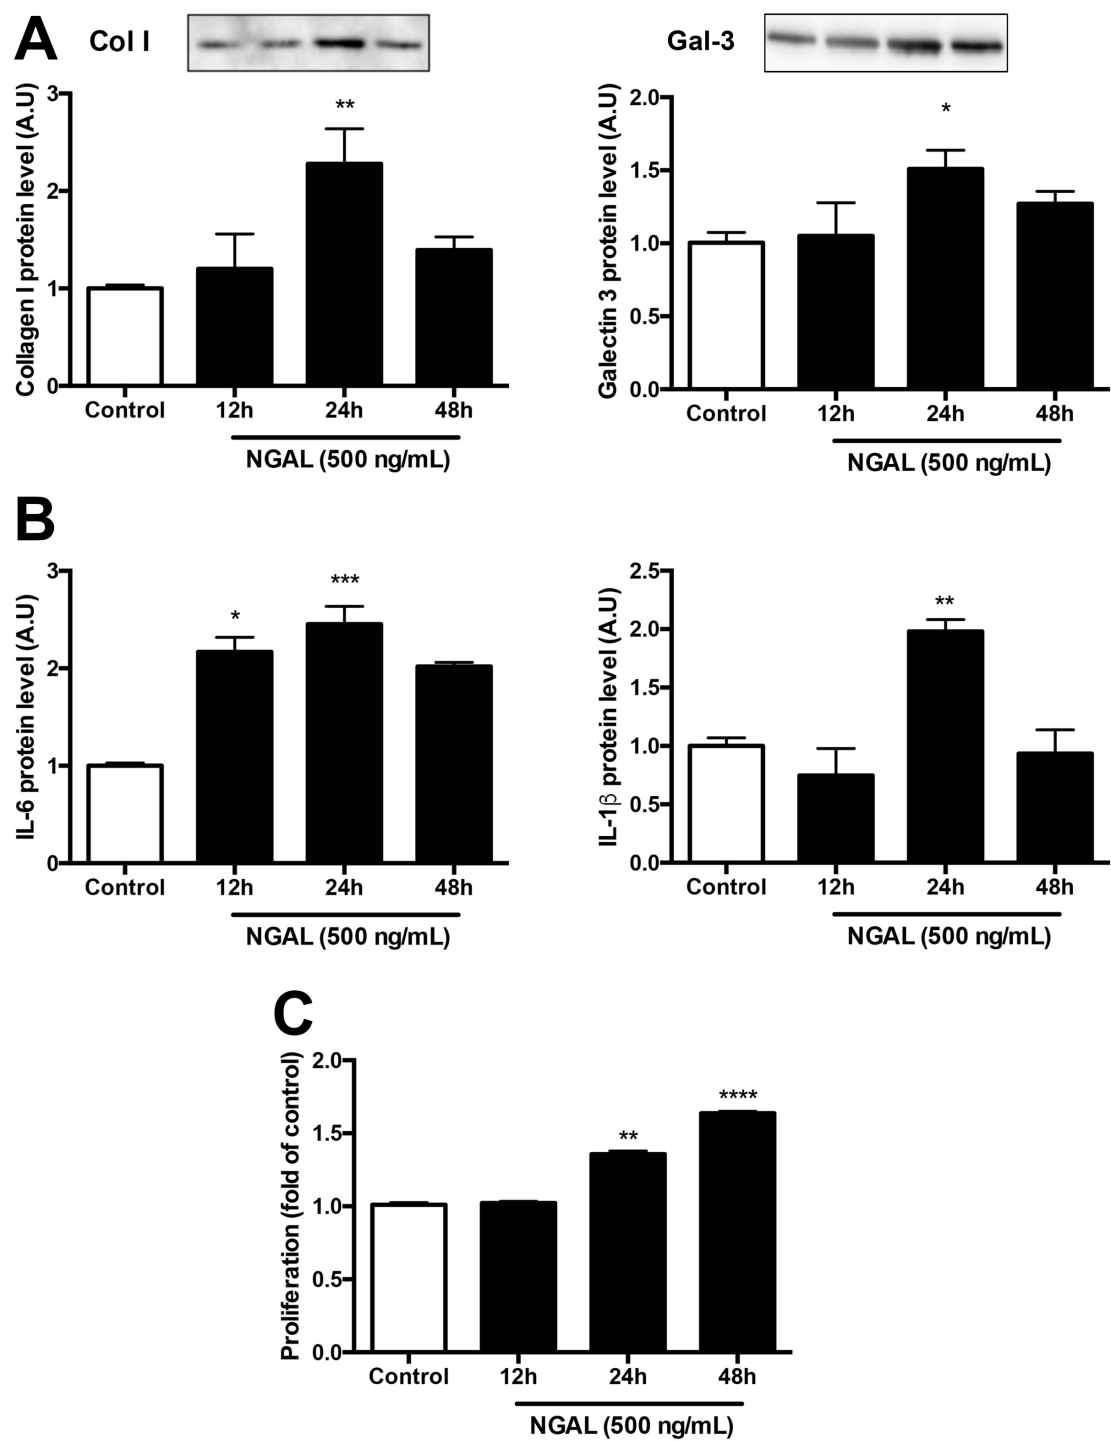 A
Col I
Gal-3
Collagen I protein level (A.U)
3
2
1
0
**
Control 12h 24h 48h
NGAL (500 ng/mL)
Galectin 3 protein level (A.U)
2.0
1.5
1.0
0.5
0.0
*
Control 12h 24h 48h
NGAL (500 ng/mL)
B
IL-6 protein level (A.U)
3
2
1
0
*
***
Control 12h 24h 48h
NGAL (500 ng/mL)
IL-1β protein level (A.U)
2.5
2.0
1.5
1.0
0.5
0.0
**
Control 12h 24h 48h
NGAL (500 ng/mL)
C
Proliferation (fold of control)
2.0
1.5
1.0
0.5
0.0
**
****
Control 12h 24h 48h
NGAL (500 ng/mL)